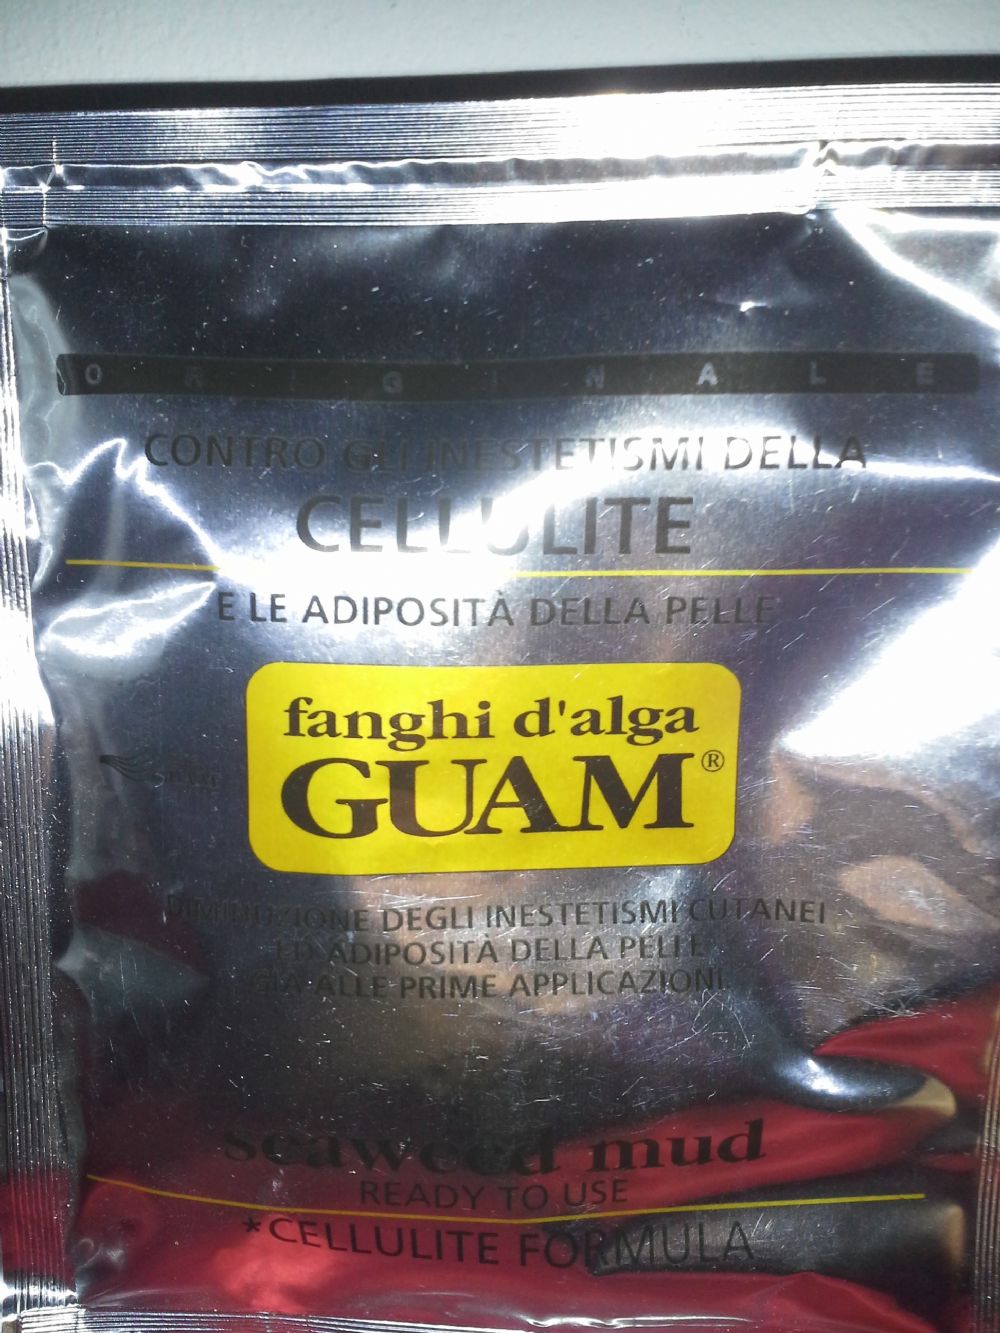 ORIGINALE
CONTRO GLI INESTETISMI DELLA
CELLULITE
E LE ADIPOSITÀ DELLA PELLE
fanghi d'alga
GUAM®
DIMINUZIONE DEGLI INESTETISMI CUTANEI
ED ADIPOSITÀ DELLA PELLE
GIÀ ALLE PRIME APPLICAZIONI
seaweed mud
READY TO USE
*CELLULITE FORMULA